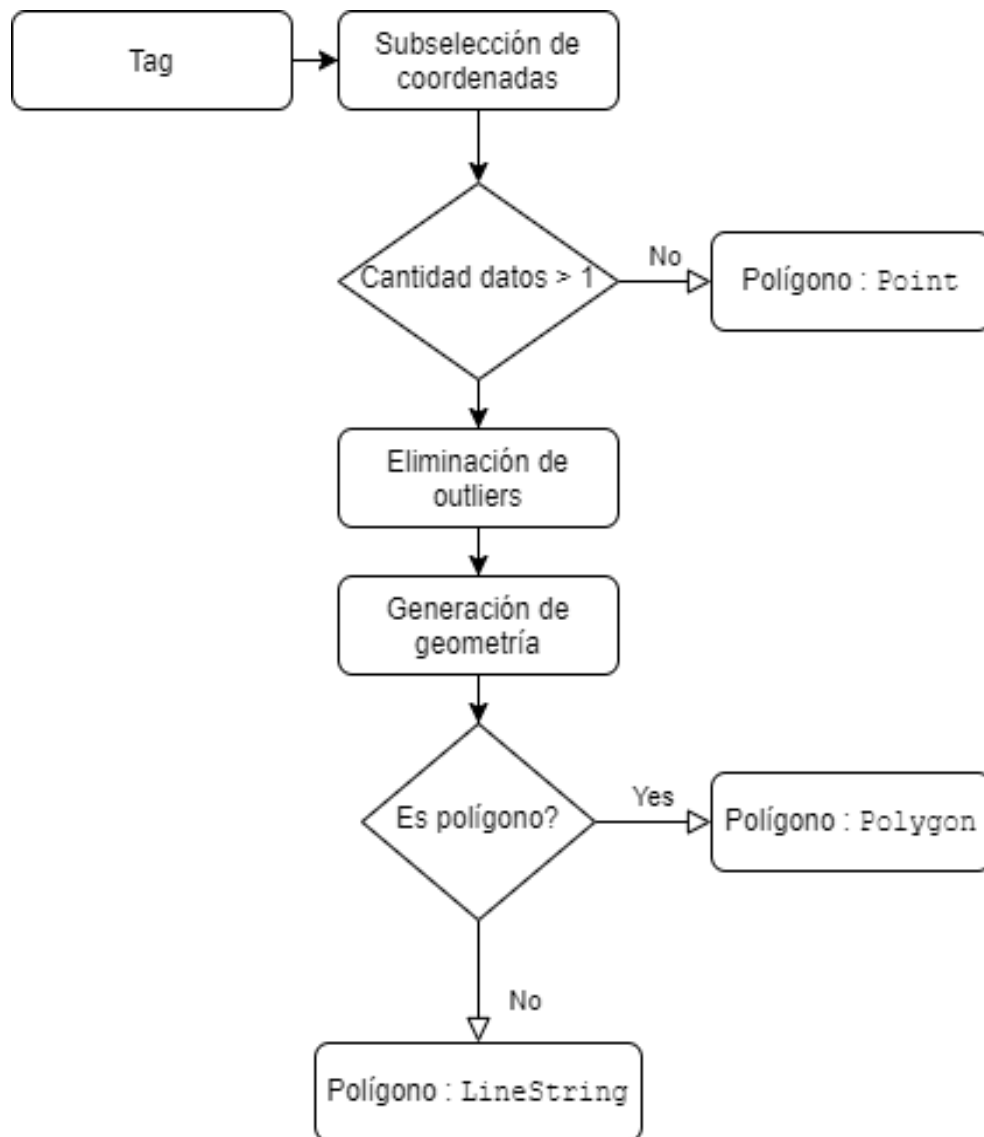 Tag
Subselección de
coordenadas
Cantidad datos > 1
No
Polígono : Point
Eliminación de
outliers
Generación de
geometría
Es polígono?
Yes
Polígono : Polygon
No
Polígono : LineString